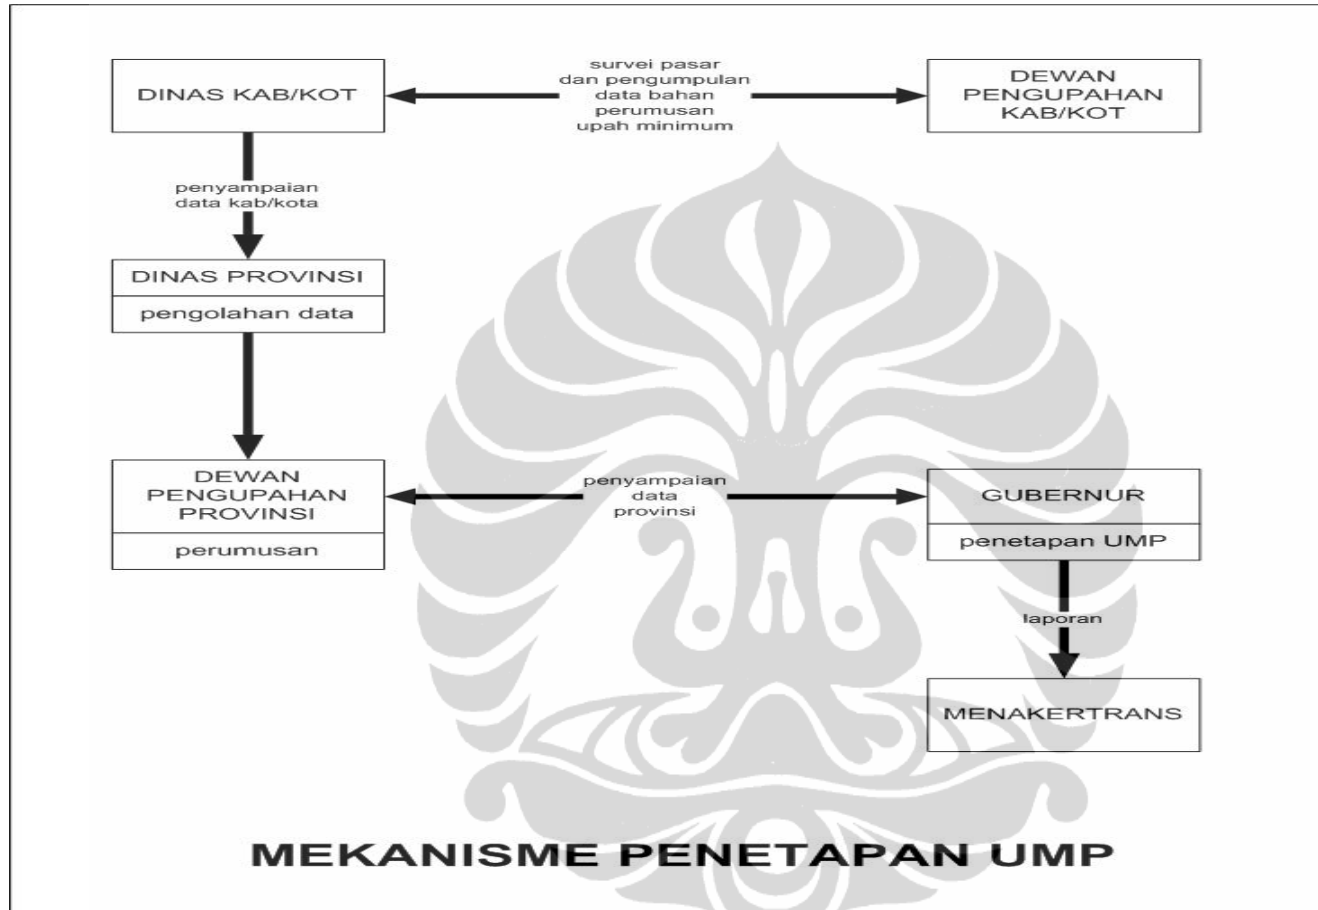 DINAS KAB/KOT
survei pasar
dan pengumpulan
data bahan
perumusan
upah minimum
DEWAN
PENGUPAHAN
KAB/KOT
penyampaian
data kab/kota
DINAS PROVINSI
pengolahan data
DEWAN
PENGUPAHAN
PROVINSI
perumusan
penyampaian
data
provinsi
GUBERNUR
penetapan UMP
laporan
MENAKERTRANS
MEKANISME PENETAPAN UMP